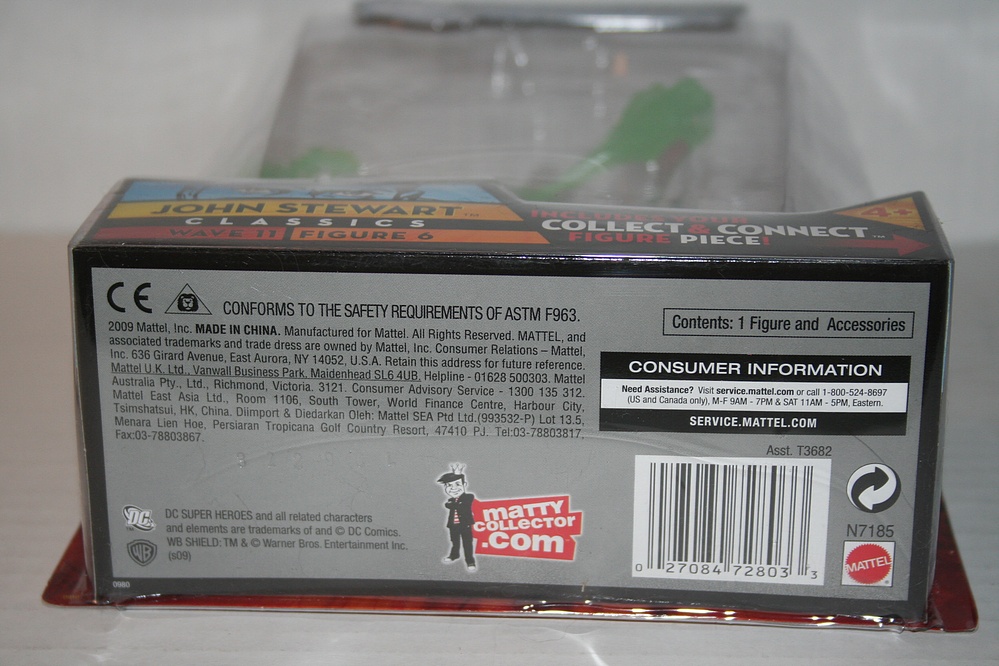 JOHN STEWART™
CLASSICS
WAVE 11 FIGURE 6
INCLUDES YOUR
COLLECT & CONNECT™
FIGURE PIECE!
4+
CE
CONFORMS TO THE SAFETY REQUIREMENTS OF ASTM F963.
2009 Mattel, Inc. MADE IN CHINA. Manufactured for Mattel. All Rights Reserved. MATTEL, and
associated trademarks and trade dress are owned by Mattel, Inc. Consumer Relations – Mattel,
Inc. 636 Girard Avenue, East Aurora, NY 14052, U.S.A. Retain this address for future reference.
Mattel U.K. Ltd., Vanwall Business Park, Maidenhead SL6 4UB. Helpline - 01628 500303. Mattel
Australia Pty., Ltd., Richmond, Victoria. 3121. Consumer Advisory Service - 1300 135 312.
Mattel East Asia Ltd., Room 1106, South Tower, World Finance Centre, Harbour City,
Tsimshatsui, HK, China. Diimport & Diedarkan Oleh: Mattel SEA Ptd Ltd.(993532-P) Lot 13.5,
Menara Lien Hoe, Persiaran Tropicana Golf Country Resort, 47410 PJ. Tel:03-78803817,
Fax:03-78803867.
Contents: 1 Figure and Accessories
CONSUMER INFORMATION
Need Assistance? Visit service.mattel.com or call 1-800-524-8697
(US and Canada only), M-F 9AM - 7PM & SAT 11AM - 5PM, Eastern.
SERVICE.MATTEL.COM
Asst. T3682
DC
DC SUPER HEROES and all related characters
and elements are trademarks of and © DC Comics.
WB SHIELD: TM & © Warner Bros. Entertainment Inc.
(s09)
WB
0980
MATTY
COLLECTOR
.com
0 27084 72803 3
N7185
MATTEL